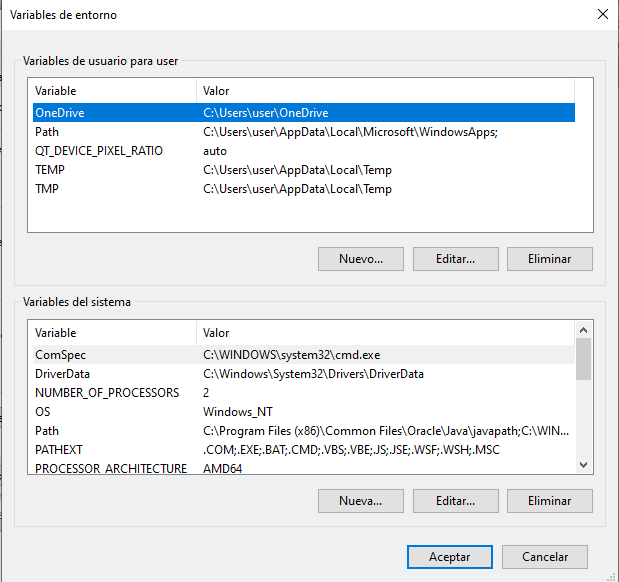 Variables de entorno
Variables de usuario para user
Variable Valor
OneDrive C:\Users\user\OneDrive
Path C:\Users\user\AppData\Local\Microsoft\WindowsApps;
QT_DEVICE_PIXEL_RATIO auto
TEMP C:\Users\user\AppData\Local\Temp
TMP C:\Users\user\AppData\Local\Temp
Nuevo... Editar... Eliminar
Variables del sistema
Variable Valor
ComSpec C:\WINDOWS\system32\cmd.exe
DriverData C:\Windows\System32\Drivers\DriverData
NUMBER_OF_PROCESSORS 2
OS Windows_NT
Path C:\Program Files (x86)\Common Files\Oracle\Java\javapath;C:\WIN...
PATHEXT .COM;.EXE;.BAT;.CMD;.VBS;.VBE;.JS;.JSE;.WSF;.WSH;.MSC
PROCESSOR_ARCHITECTURE AMD64
Nueva... Editar... Eliminar
Aceptar Cancelar